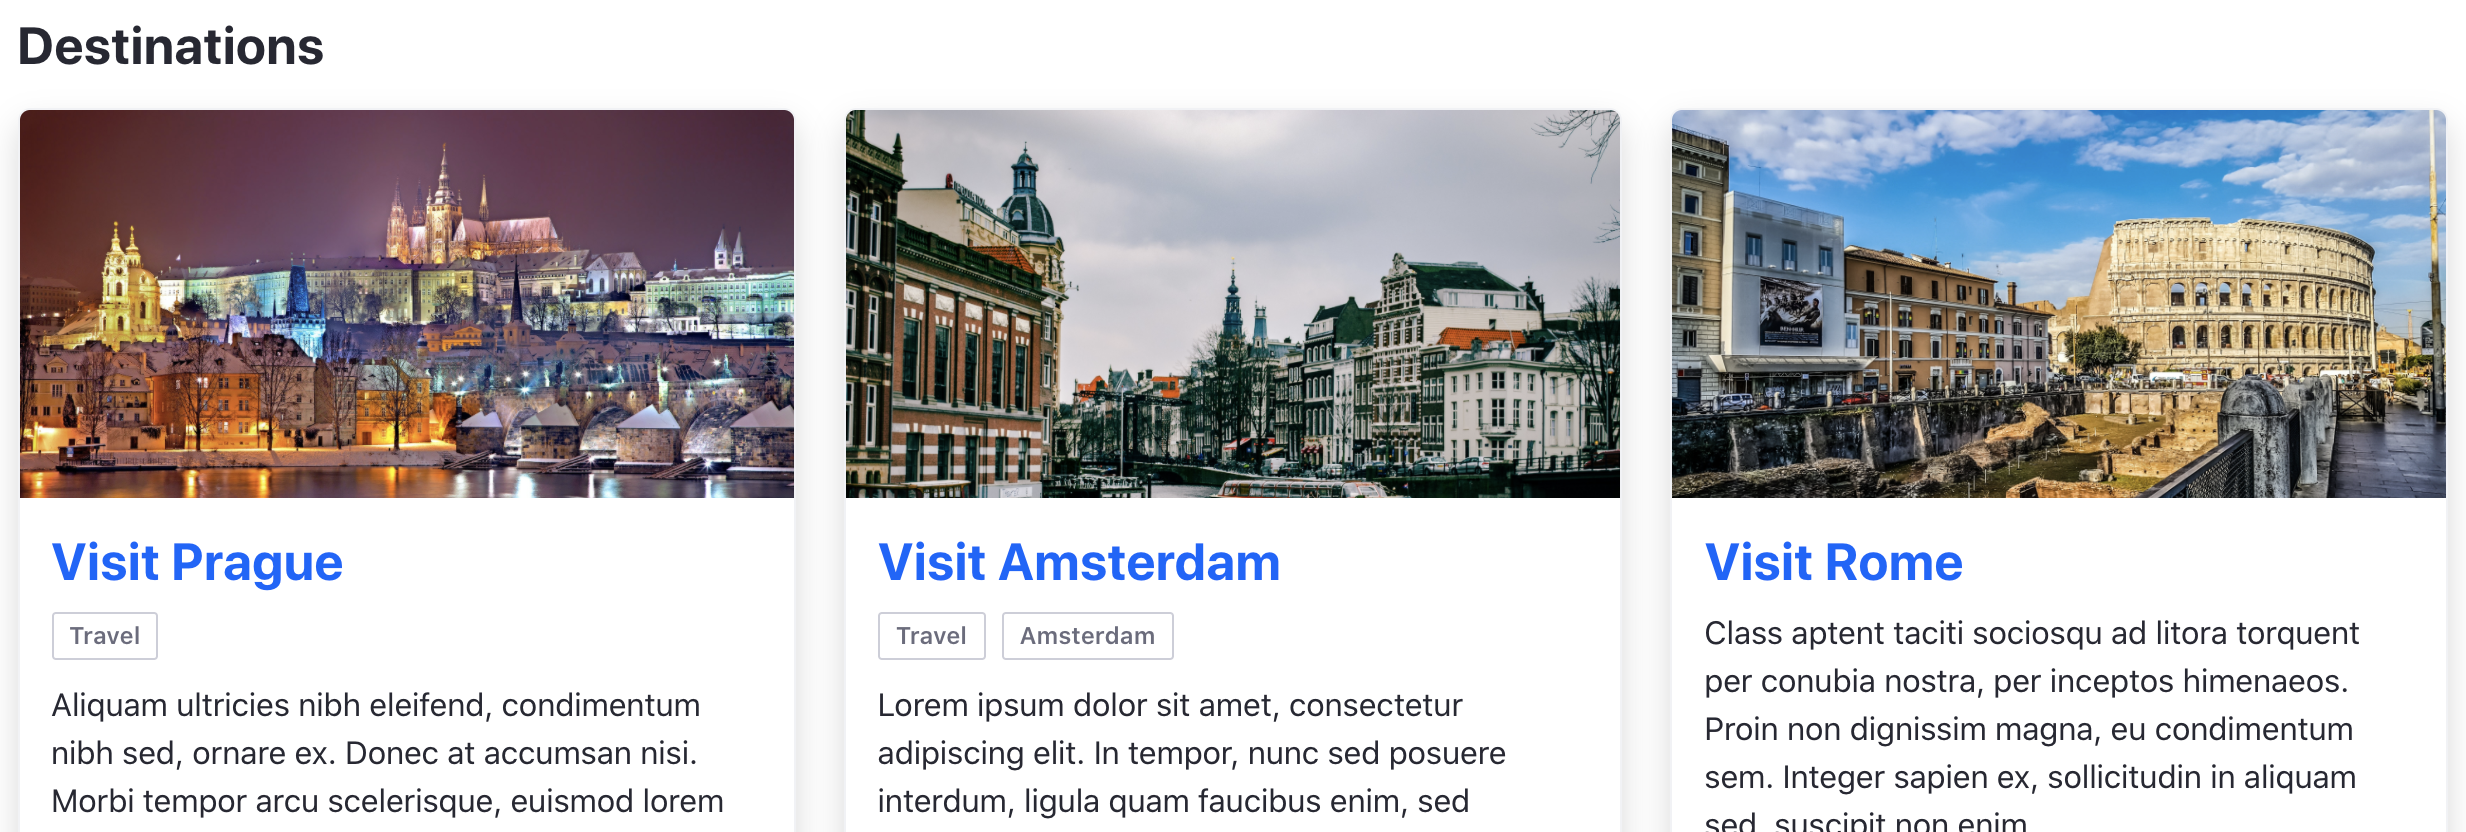 Destinations
Visit Prague
Travel
Aliquam ultricies nibh eleifend, condimentum
nibh sed, ornare ex. Donec at accumsan nisi.
Morbi tempor arcu scelerisque, euismod lorem
Visit Amsterdam
Travel Amsterdam
Lorem ipsum dolor sit amet, consectetur
adipiscing elit. In tempor, nunc sed posuere
interdum, ligula quam faucibus enim, sed
Visit Rome
Class aptent taciti sociosqu ad litora torquent
per conubia nostra, per inceptos himenaeos.
Proin non dignissim magna, eu condimentum
sem. Integer sapien ex, sollicitudin in aliquam
sed, suscipit non enim